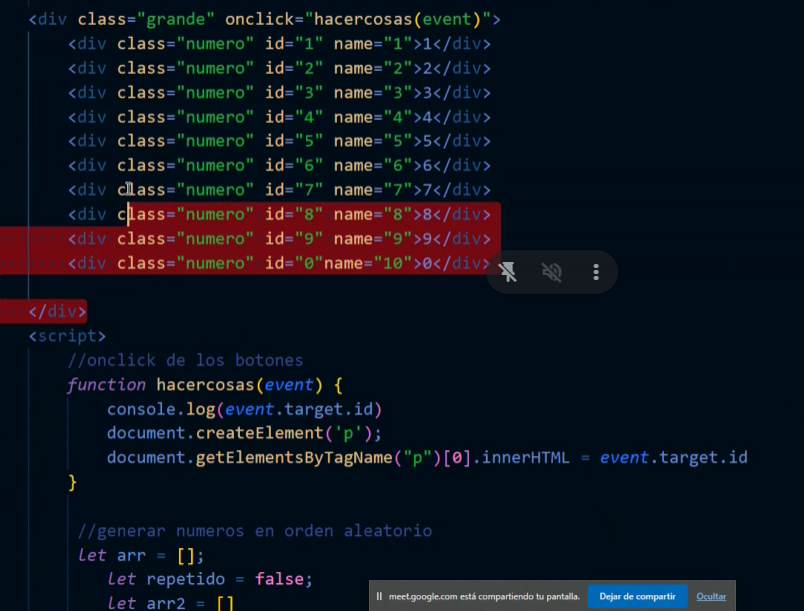 <div class="grande" onclick="hacercosas(event)">
<div class="numero" id="1" name="1">1</div>
<div class="numero" id="2" name="2">2</div>
<div class="numero" id="3" name="3">3</div>
<div class="numero" id="4" name="4">4</div>
<div class="numero" id="5" name="5">5</div>
<div class="numero" id="6" name="6">6</div>
<div class="numero" id="7" name="7">7</div>
<div class="numero" id="8" name="8">8</div>
<div class="numero" id="9" name="9">9</div>
<div class="numero" id="0"name="10">0</div>
</div>
<script>
//onclick de los botones
function hacercosas(event) {
console.log(event.target.id)
document.createElement('p');
document.getElementsByTagName("p")[0].innerHTML = event.target.id
}
//generar numeros en orden aleatorio
let arr = [];
let repetido = false;
let arr2 = []
meet.google.com está compartiendo tu pantalla.
Dejar de compartir
Ocultar